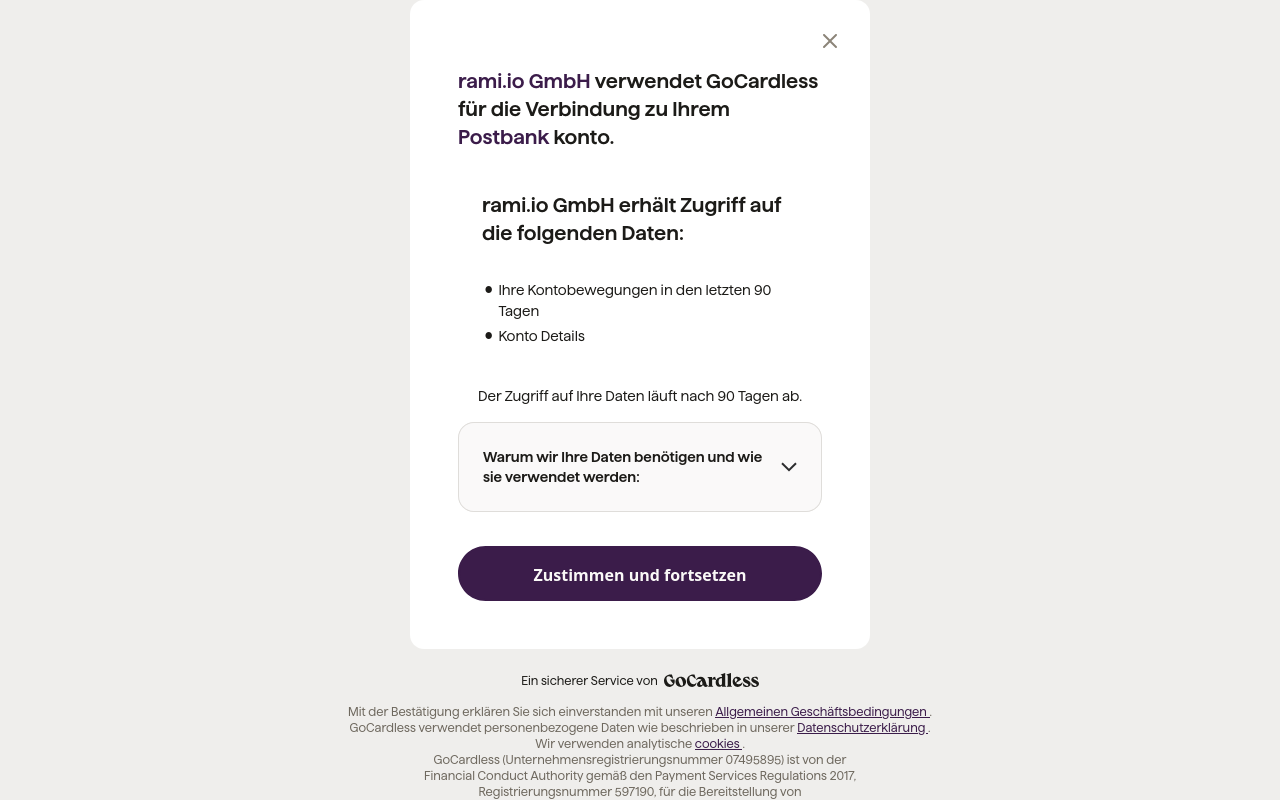 rami.io GmbH verwendet GoCardless
für die Verbindung zu Ihrem
Postbank konto.
rami.io GmbH erhält Zugriff auf
die folgenden Daten:
● Ihre Kontobewegungen in den letzten 90
Tagen
● Konto Details
Der Zugriff auf Ihre Daten läuft nach 90 Tagen ab.
Warum wir Ihre Daten benötigen und wie
sie verwendet werden:
Zustimmen und fortsetzen
Ein sicherer Service von GoCardless
Mit der Bestätigung erklären Sie sich einverstanden mit unseren Allgemeinen Geschäftsbedingungen .
GoCardless verwendet personenbezogene Daten wie beschrieben in unserer Datenschutzerklärung .
Wir verwenden analytische cookies .
GoCardless (Unternehmensregistrierungsnummer 07495895) ist von der
Financial Conduct Authority gemäß den Payment Services Regulations 2017,
Registrierungsnummer 597190, für die Bereitstellung von